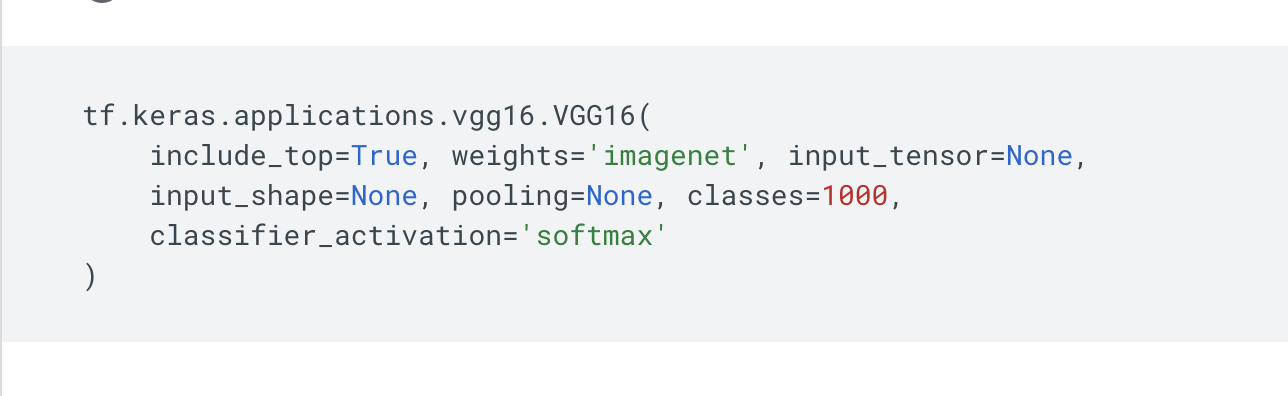 tf.keras.applications.vgg16.VGG16(
    include_top=True, weights='imagenet', input_tensor=None,
    input_shape=None, pooling=None, classes=1000,
    classifier_activation='softmax'
)